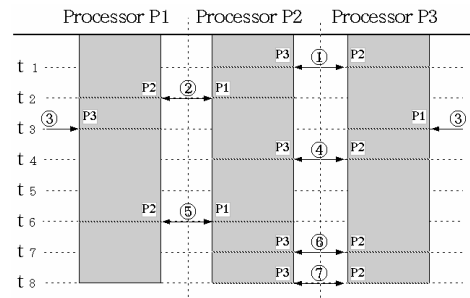 Processor P1 Processor P2 Processor P3
t 1 P3 ① P2
t 2 P2 ② P1
③ P3 P1 ③
t 3
t 4 P3 ④ P2
t 5
t 6 P2 ⑤ P1
t 7 P3 ⑥ P2
t 8 P3 ⑦ P2